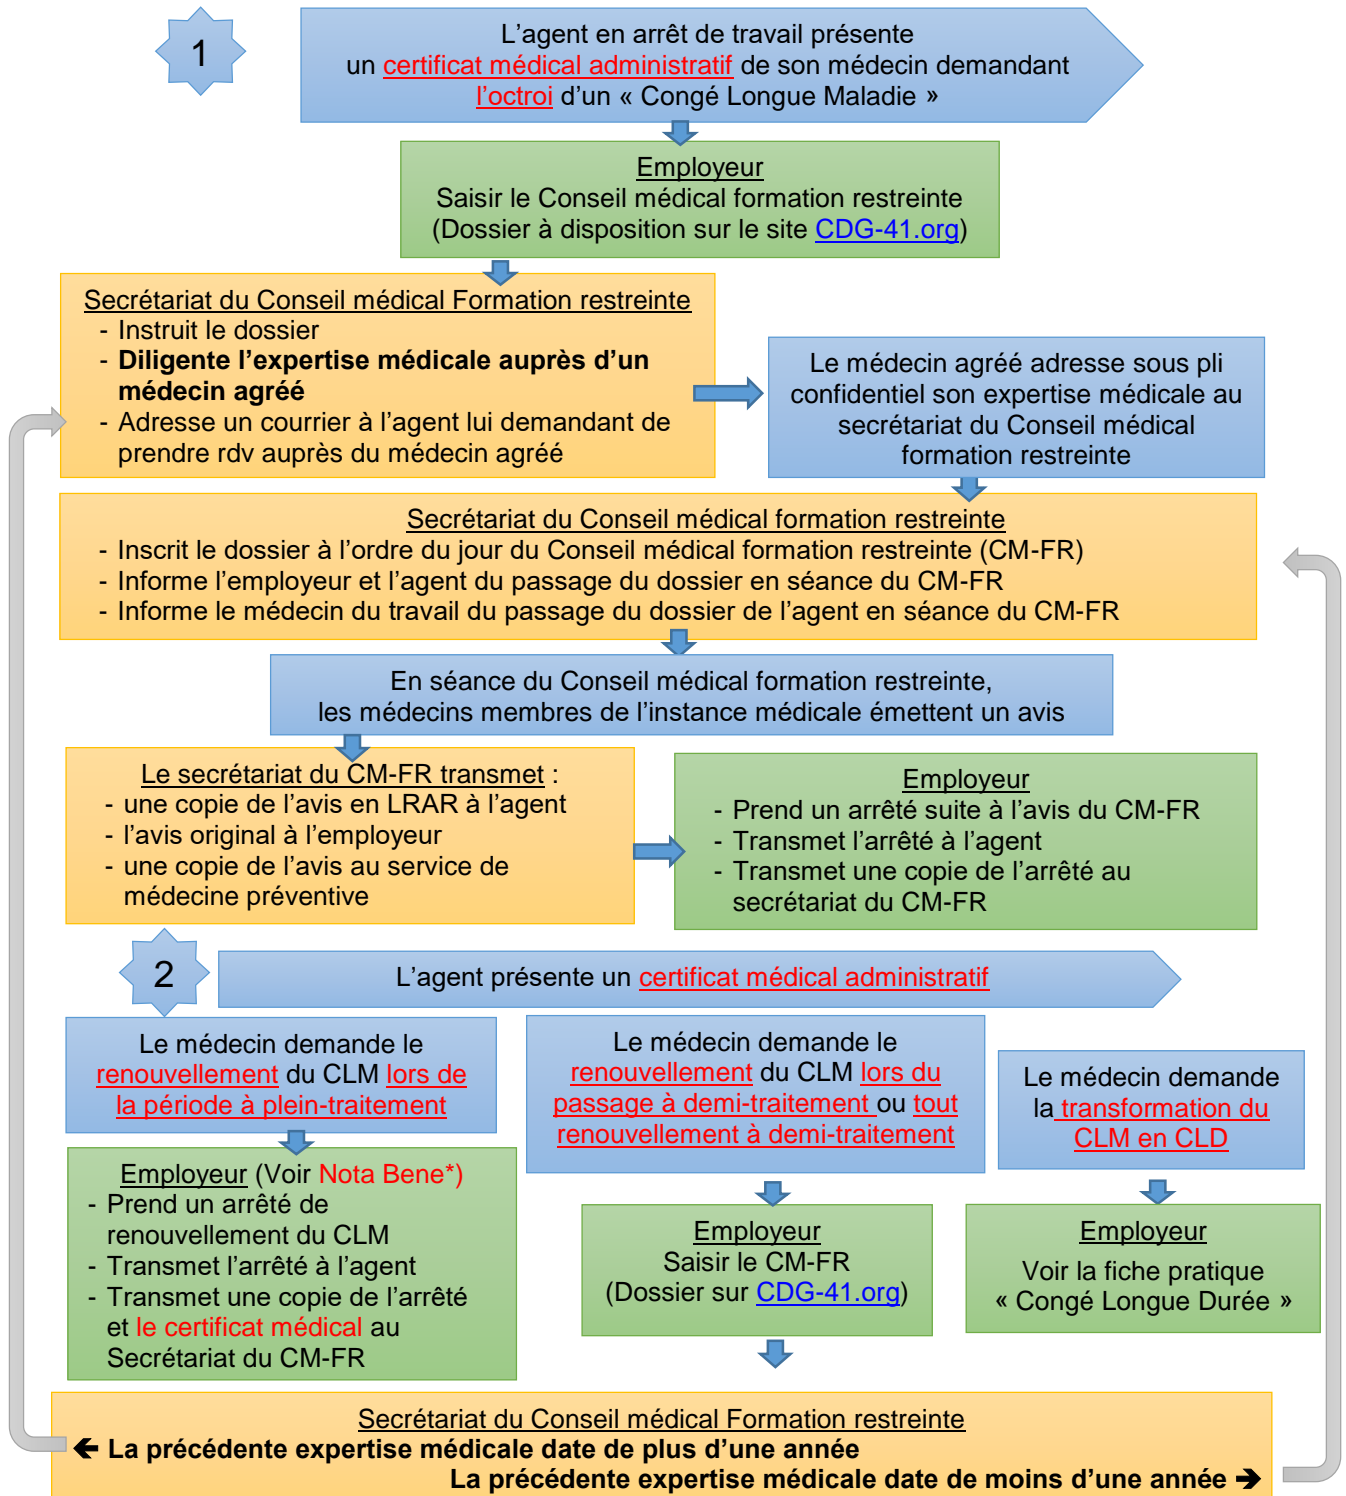 1
L'agent en arrêt de travail présente
un certificat médical administratif de son médecin demandant
l'octroi d'un « Congé Longue Maladie »
Employeur
Saisir le Conseil médical formation restreinte
(Dossier à disposition sur le site CDG-41.org)
Secrétariat du Conseil médical Formation restreinte
- Instruit le dossier
- Diligente l'expertise médicale auprès d'un
médecin agréé
- Adresse un courrier à l'agent lui demandant de
prendre rdv auprès du médecin agréé
Le médecin agréé adresse sous pli
confidentiel son expertise médicale au
secrétariat du Conseil médical
formation restreinte
Secrétariat du Conseil médical formation restreinte
- Inscrit le dossier à l'ordre du jour du Conseil médical formation restreinte (CM-FR)
- Informe l'employeur et l'agent du passage du dossier en séance du CM-FR
- Informe le médecin du travail du passage du dossier de l'agent en séance du CM-FR
En séance du Conseil médical formation restreinte,
les médecins membres de l'instance médicale émettent un avis
Le secrétariat du CM-FR transmet :
- une copie de l'avis en LRAR à l'agent
- l'avis original à l'employeur
- une copie de l'avis au service de
médecine préventive
Employeur
- Prend un arrêté suite à l'avis du CM-FR
- Transmet l'arrêté à l'agent
- Transmet une copie de l'arrêté au
secrétariat du CM-FR
2
L'agent présente un certificat médical administratif
Le médecin demande le
renouvellement du CLM lors de
la période à plein-traitement
Employeur (Voir Nota Bene*)
- Prend un arrêté de
renouvellement du CLM
- Transmet l'arrêté à l'agent
- Transmet une copie de l'arrêté
et le certificat médical au
Secrétariat du CM-FR
Le médecin demande le
renouvellement du CLM lors du
passage à demi-traitement ou tout
renouvellement à demi-traitement
Employeur
Saisir le CM-FR
(Dossier sur CDG-41.org)
Le médecin demande
la transformation du
CLM en CLD
Employeur
Voir la fiche pratique
« Congé Longue Durée »
Secrétariat du Conseil médical Formation restreinte
← La précédente expertise médicale date de plus d'une année
La précédente expertise médicale date de moins d'une année →